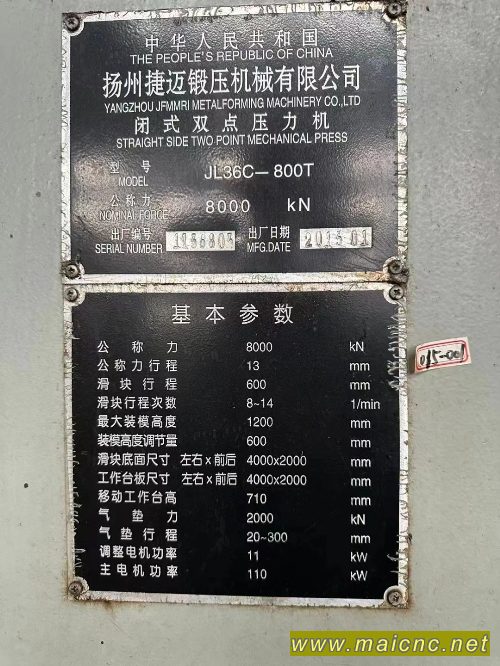 中华人民共和国
THE PEOPLE'S REPUBLIC OF CHINA
扬州捷迈锻压机械有限公司
YANGZHOU JFMMRI METALFORMING MACHINERY CO.,LTD
闭式双点压力机
STRAIGHT SIDE TWO POINT MECHANICAL PRESS
型号 JL36C-800T
MODEL
公称力 8000 kN
NOMINAL FORCE
出厂编号 出厂日期 2015 01
SERIAL NUMBER MFG.DATE
基本参数
公称力 8000 kN
公称力行程 13 mm
滑块行程 600 mm
滑块行程次数 8~14 1/min
最大装模高度 1200 mm
装模高度调节量 600 mm
滑块底面尺寸 左右x前后 4000x2000 mm
工作台板尺寸 左右x前后 4000x2000 mm
移动工作台高 710 mm
气垫力 2000 kN
气垫行程 20~300 mm
调整电机功率 11 kW
主电机功率 110 kW
015-001
www.maicnc.net